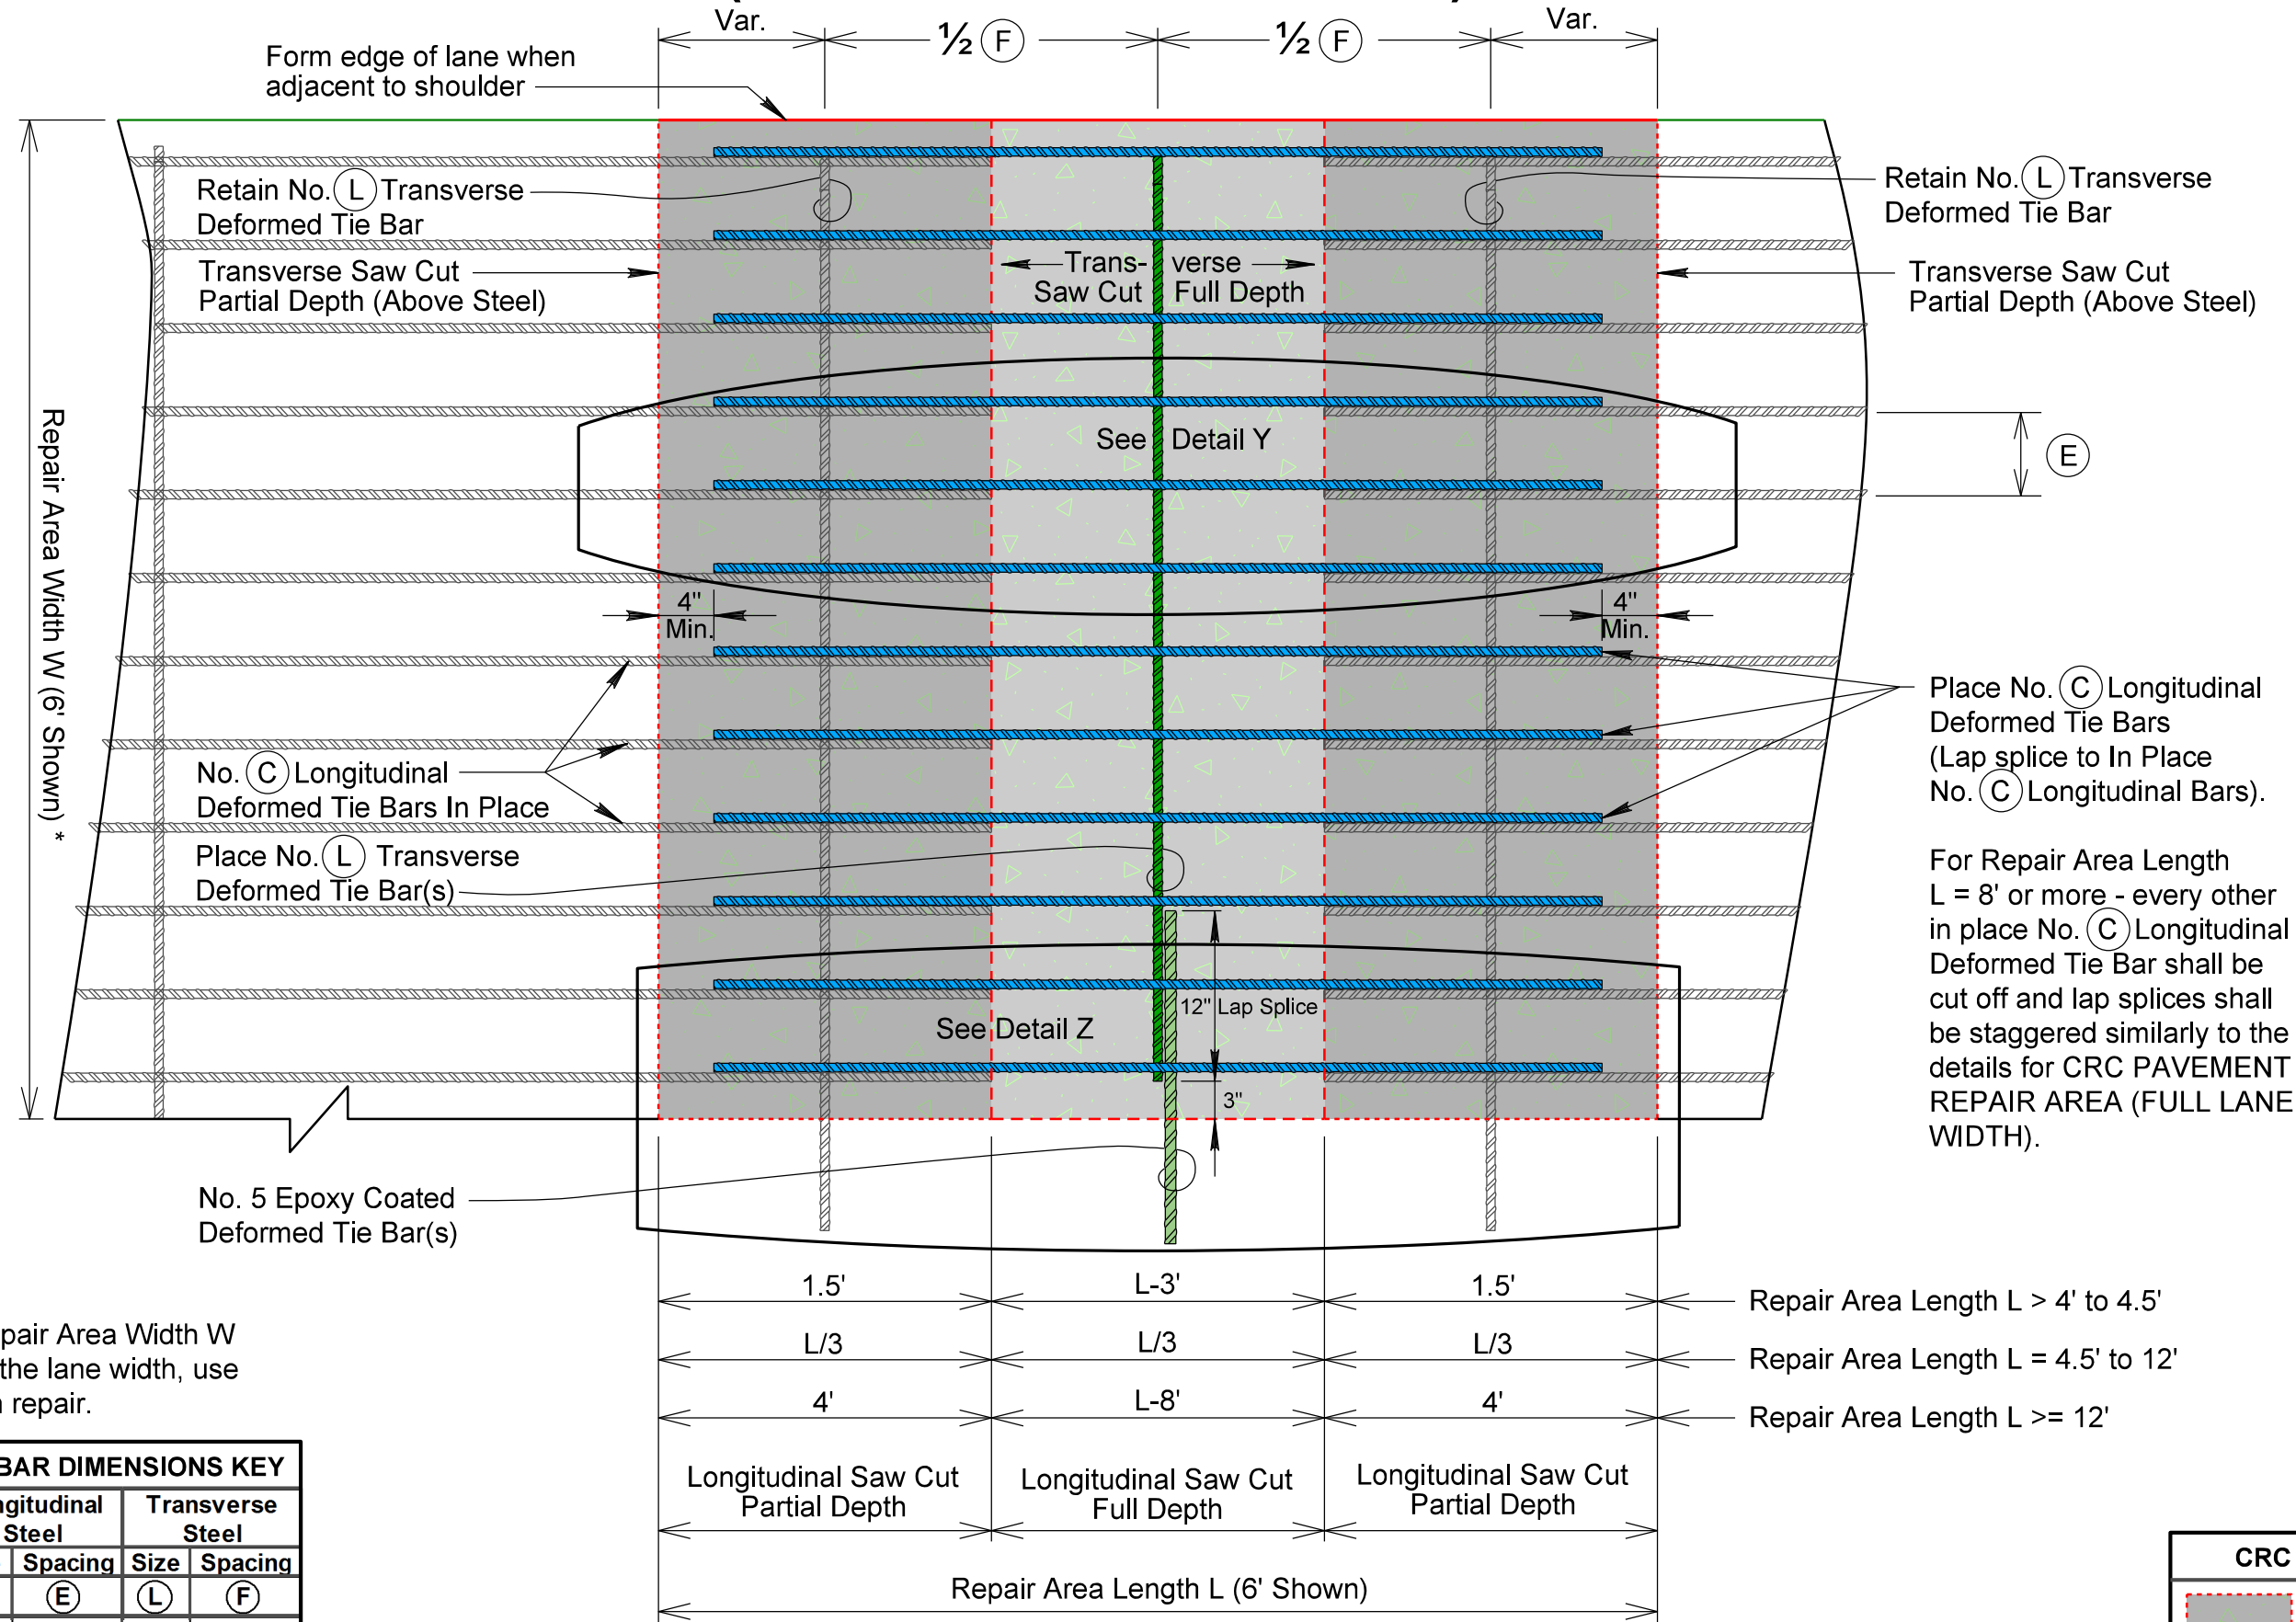 Var.
½ F
½ F
Var.
Form edge of lane when
adjacent to shoulder
Retain No. L Transverse
Deformed Tie Bar
Transverse Saw Cut
Partial Depth (Above Steel)
Trans- verse
Saw Cut Full Depth
Retain No. L Transverse
Deformed Tie Bar
Transverse Saw Cut
Partial Depth (Above Steel)
Repair Area Width W (6' Shown) *
See Detail Y
E
4"
Min.
4"
Min.
No. C Longitudinal
Deformed Tie Bars In Place
Place No. L Transverse
Deformed Tie Bar(s)
Place No. C Longitudinal
Deformed Tie Bars
(Lap splice to In Place
No. C Longitudinal Bars).
For Repair Area Length
L = 8' or more - every other
in place No. C Longitudinal
Deformed Tie Bar shall be
cut off and lap splices shall
be staggered similarly to the
details for CRC PAVEMENT
REPAIR AREA (FULL LANE
WIDTH).
12" Lap Splice
See Detail Z
3"
No. 5 Epoxy Coated
Deformed Tie Bar(s)
1.5' L-3' 1.5' Repair Area Length L > 4' to 4.5'
L/3 L/3 L/3 Repair Area Length L = 4.5' to 12'
4' L-8' 4' Repair Area Length L >= 12'
Longitudinal Saw Cut
Partial Depth
Longitudinal Saw Cut
Full Depth
Longitudinal Saw Cut
Partial Depth
Repair Area Length L (6' Shown)
pair Area Width W
the lane width, use
repair.
BAR DIMENSIONS KEY
gitudinal
Steel
Transverse
Steel
Spacing Size Spacing
E L F
CRC